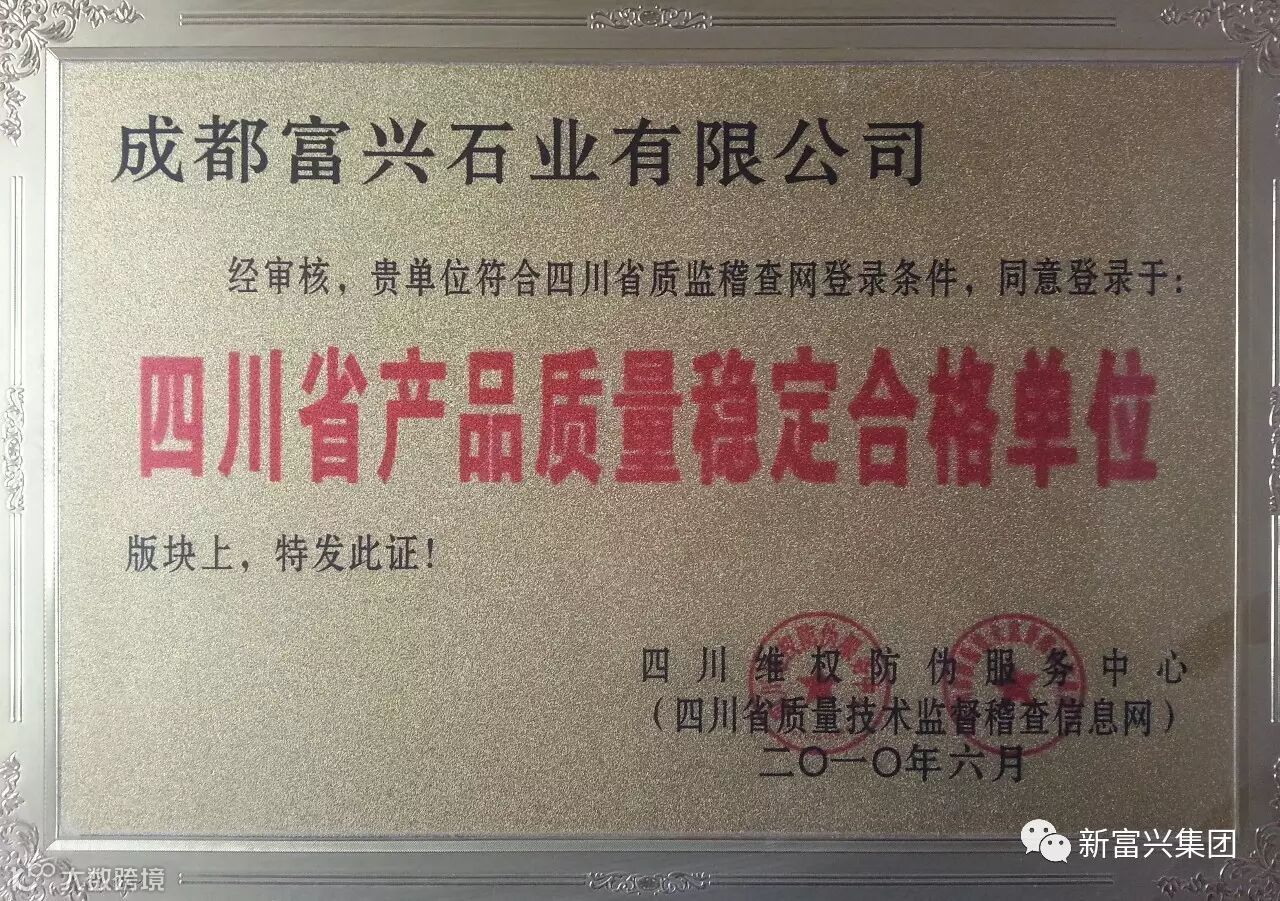 成都富兴石业有限公司
经审核，贵单位符合四川省质监稽查网登录条件，同意登录于：
四川省产品质量稳定合格单位
版块上，特发此证！
四川维权防伪服务中心
（四川省质量技术监督稽查信息网）
二〇一〇年六月
新富兴集团
大数跨境